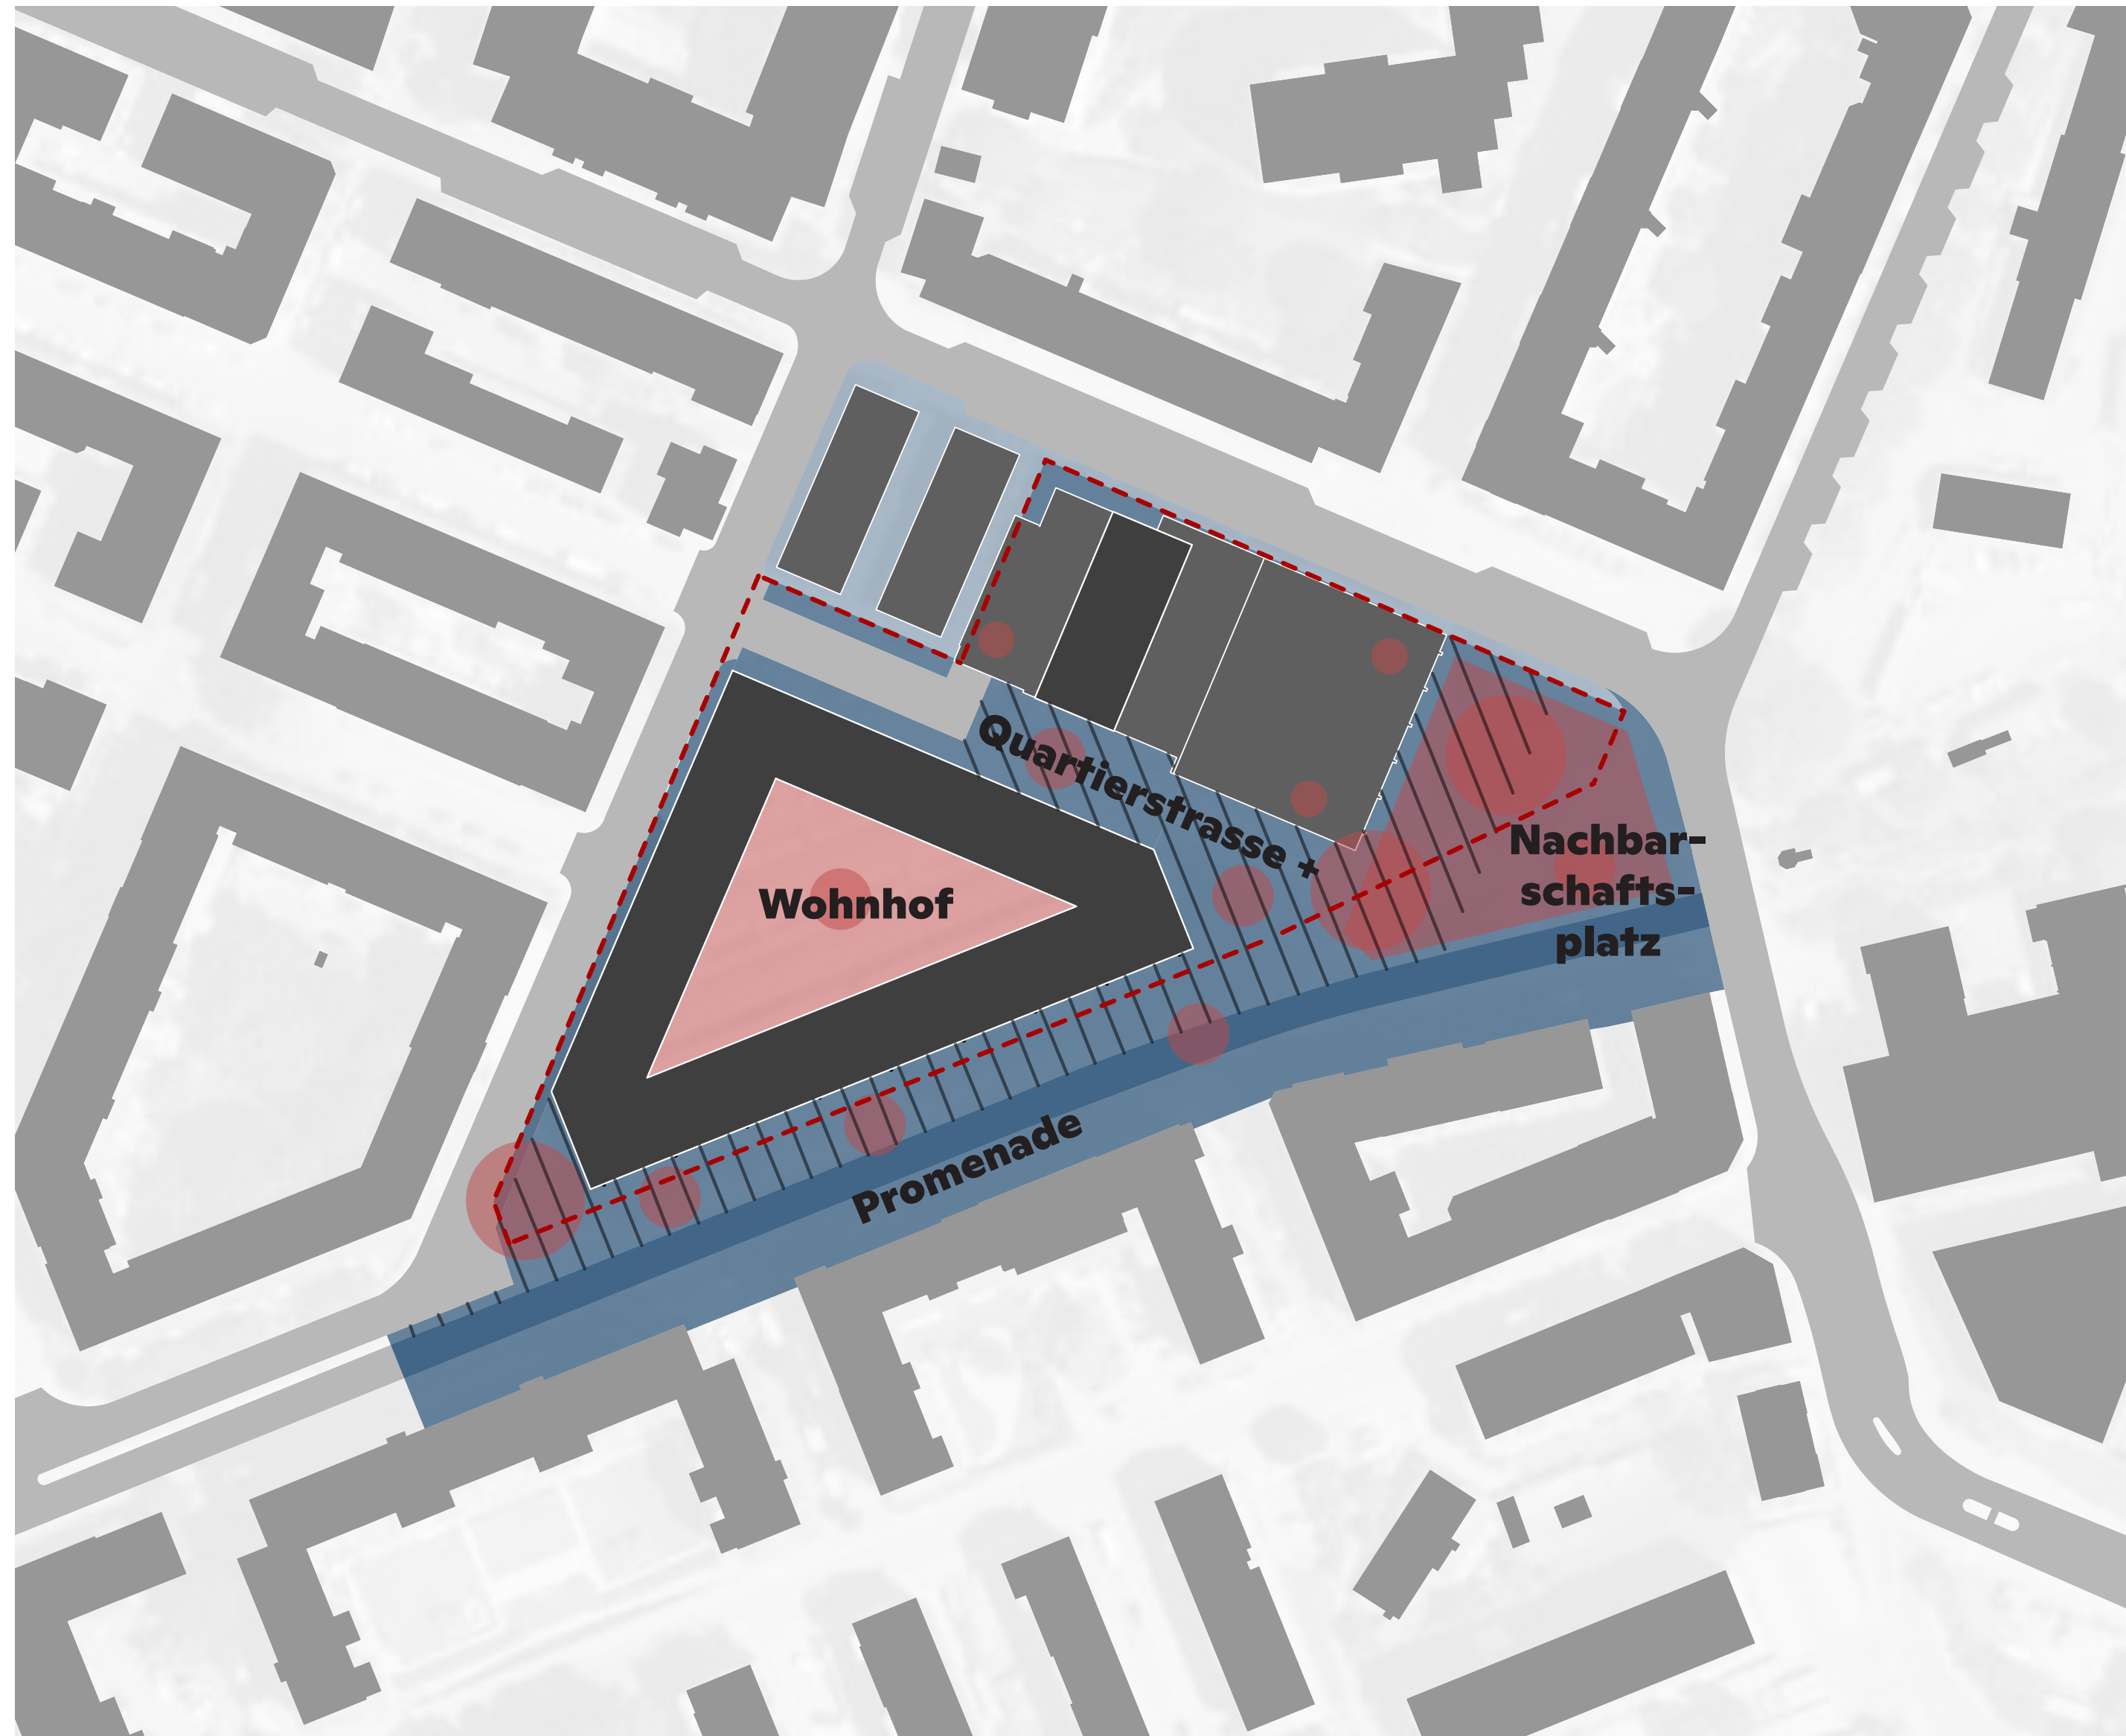 Quartierstrasse +
Nachbar-
schafts-
platz
Wohnhof
Promenade